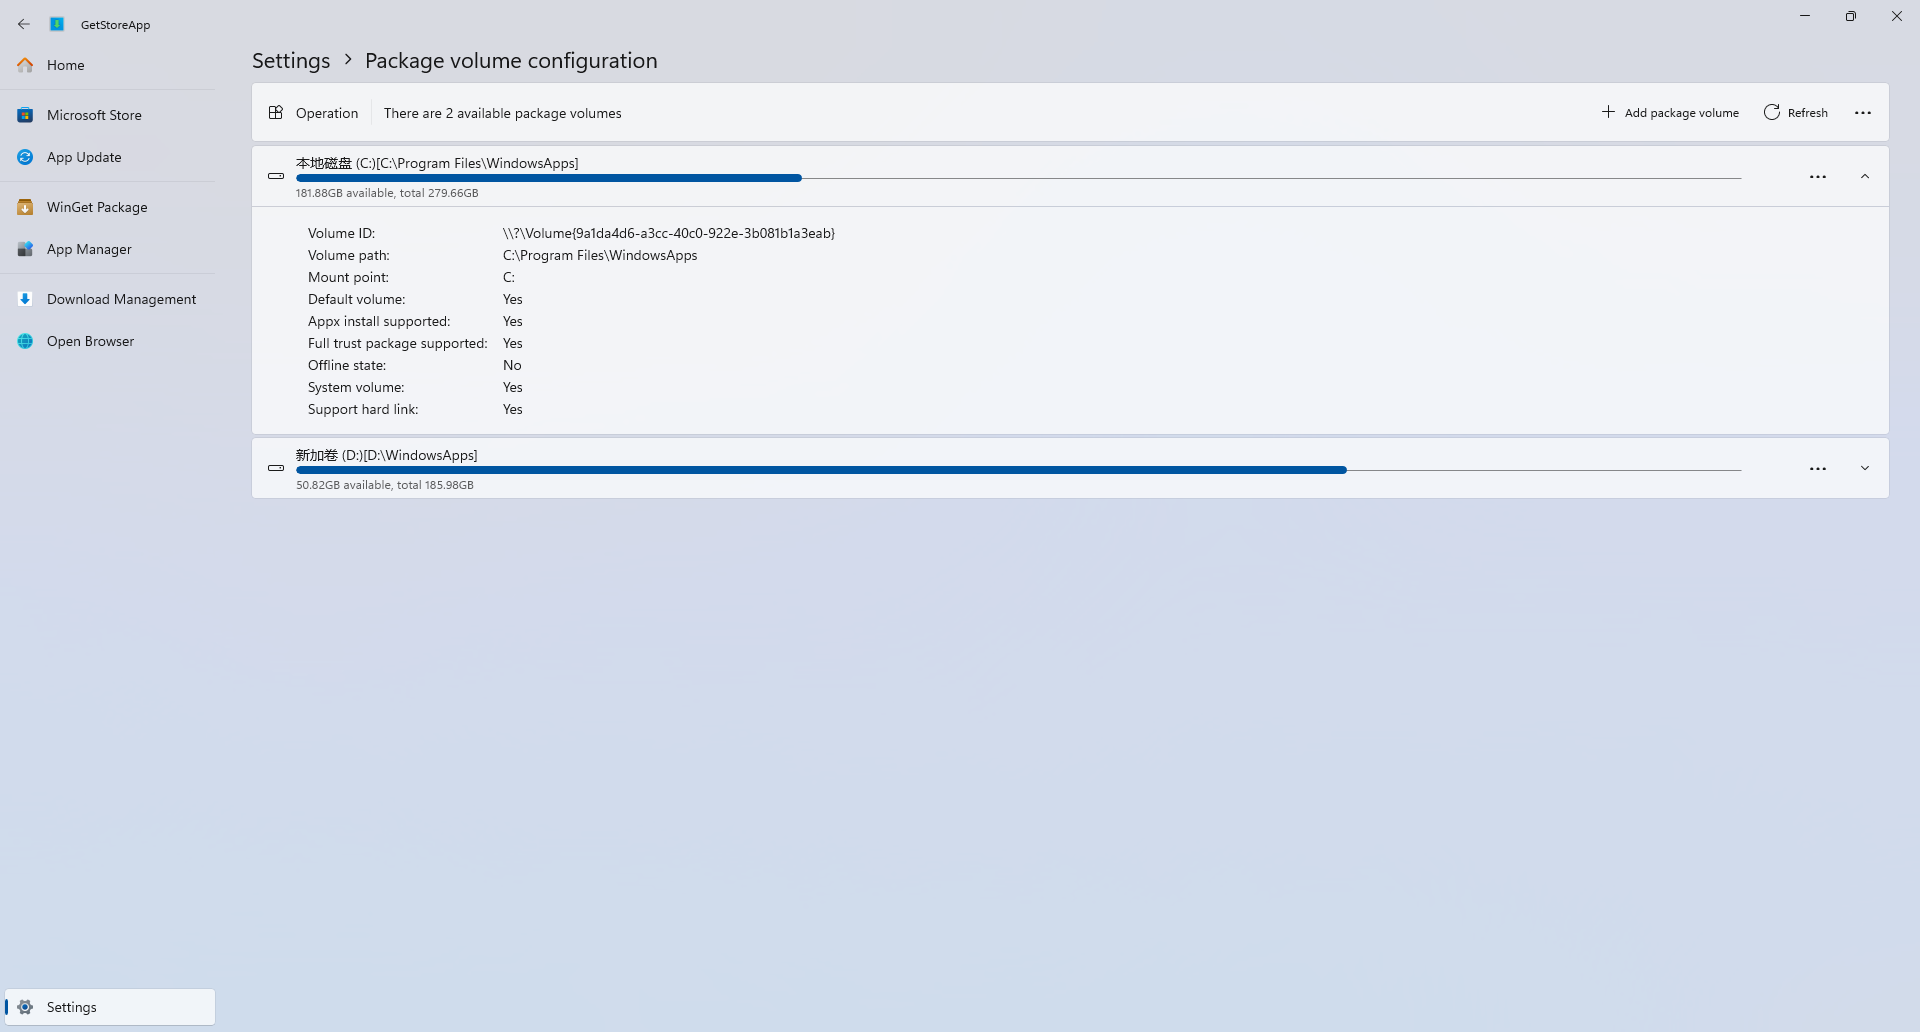 GetStoreApp
Home
Microsoft Store
App Update
WinGet Package
App Manager
Download Management
Open Browser
Settings
Settings > Package volume configuration
Operation There are 2 available package volumes Add package volume Refresh
本地磁盘 (C:)[C:\Program Files\WindowsApps]
181.88GB available, total 279.66GB
Volume ID: \\?\Volume{9a1da4d6-a3cc-40c0-922e-3b081b1a3eab}
Volume path: C:\Program Files\WindowsApps
Mount point: C:
Default volume: Yes
Appx install supported: Yes
Full trust package supported: Yes
Offline state: No
System volume: Yes
Support hard link: Yes
新加卷 (D:)[D:\WindowsApps]
50.82GB available, total 185.98GB